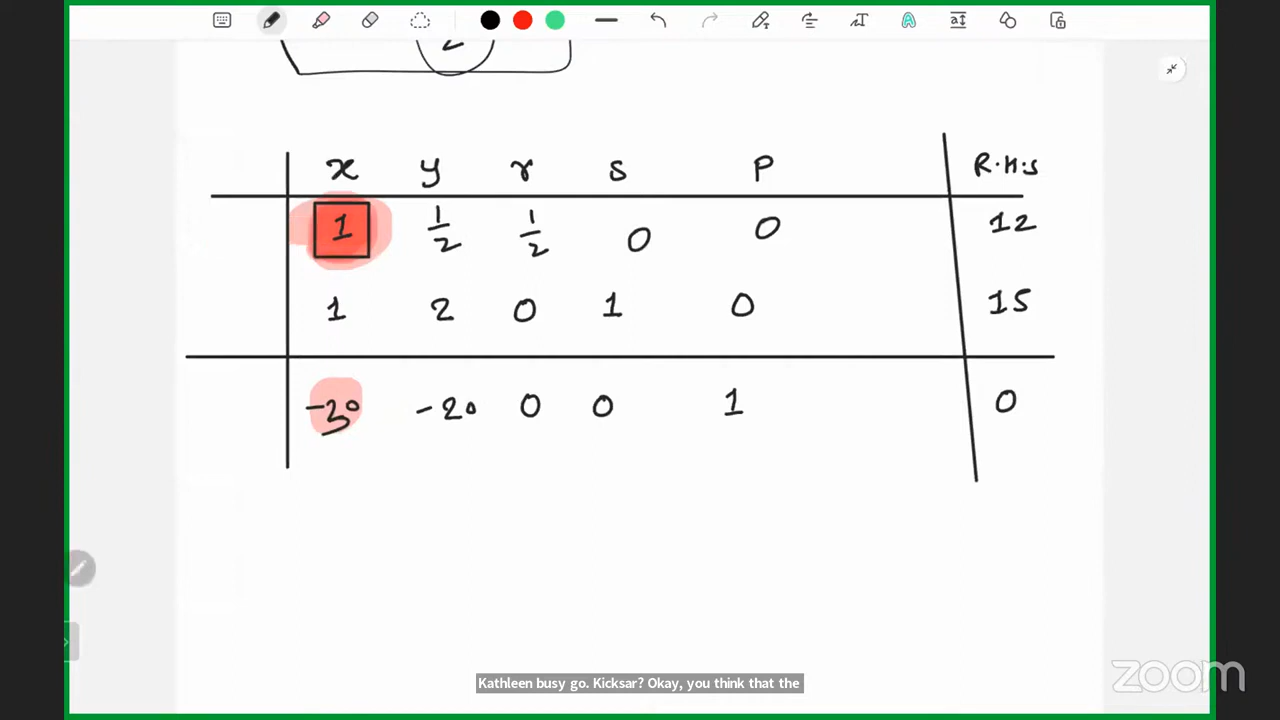 2
x y r s P R.H.S
1 1/2 1/2 0 0 12
1 2 0 1 0 15
-30 -20 0 0 1 0
Kathleen busy go. Kicksar? Okay, you think that the
zoom